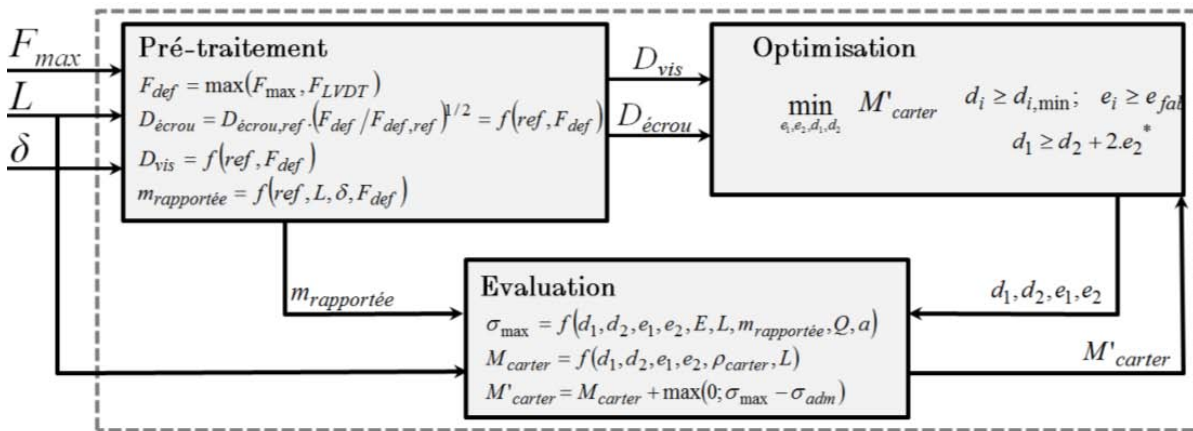 F_max
L
δ
Pré-traitement
F_def = max(F_max, F_LVDT)
D_écrou = D_écrou,ref .(F_def / F_def,ref)^1/2 = f(ref, F_def)
D_vis = f(ref, F_def)
m_rapportée = f(ref, L, δ, F_def)
D_vis
D_écrou
Optimisation
min M'_carter d_i ≥ d_i,min; e_i ≥ e_fab
e_1,e_2,d_1,d_2
d_1 ≥ d_2 + 2.e_2*
m_rapportée
Evaluation
σ_max = f(d_1, d_2, e_1, e_2, E, L, m_rapportée, Q, a)
M_carter = f(d_1, d_2, e_1, e_2, ρ_carter, L)
M'_carter = M_carter + max(0; σ_max − σ_adm)
d_1, d_2, e_1, e_2
M'_carter